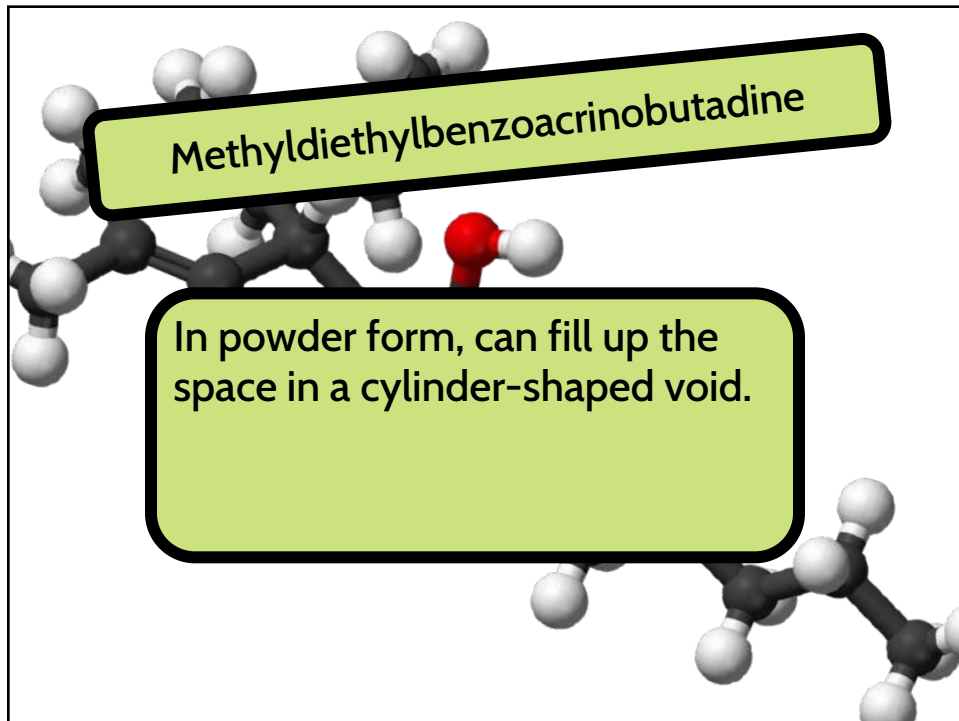 Methyldiethylbenzoacrinobutadine
In powder form, can fill up the
space in a cylinder-shaped void.